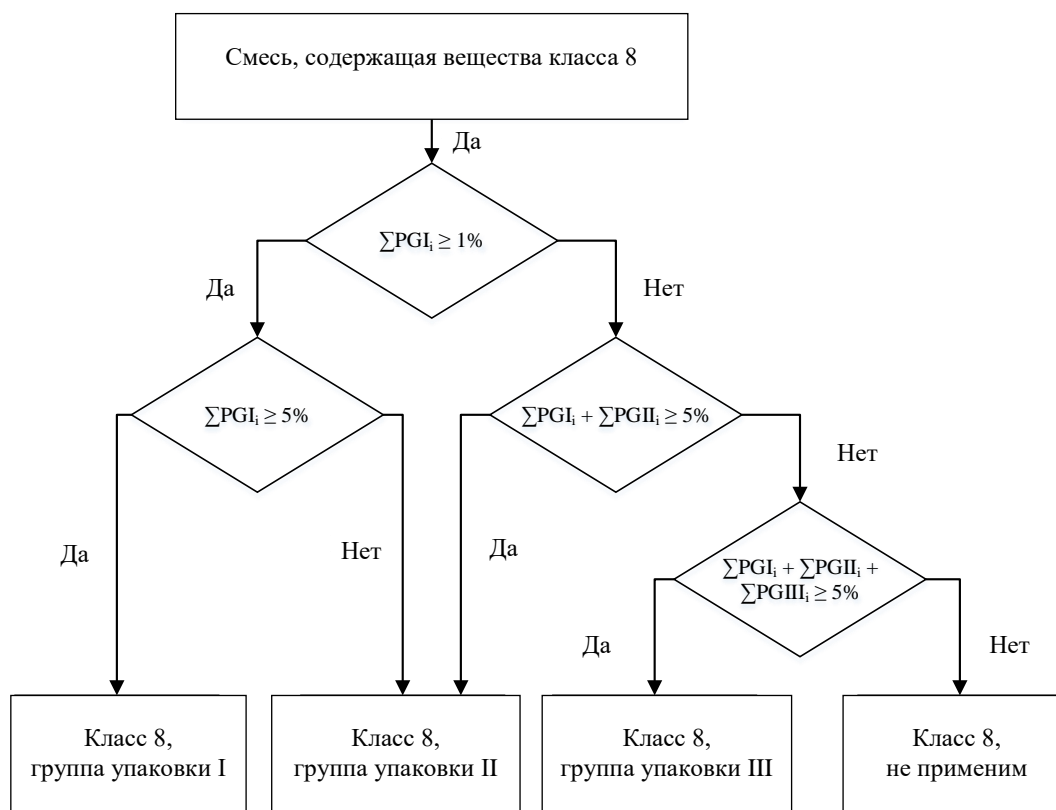 Смесь, содержащая вещества класса 8
Да
∑PGIᵢ ≥ 1%
Да
Нет
∑PGIᵢ ≥ 5%
∑PGIᵢ + ∑PGIIᵢ ≥ 5%
Нет
Да
Нет
Да
∑PGIᵢ + ∑PGIIᵢ +
∑PGIIIᵢ ≥ 5%
Да
Нет
Класс 8,
группа упаковки I
Класс 8,
группа упаковки II
Класс 8,
группа упаковки III
Класс 8,
не применим